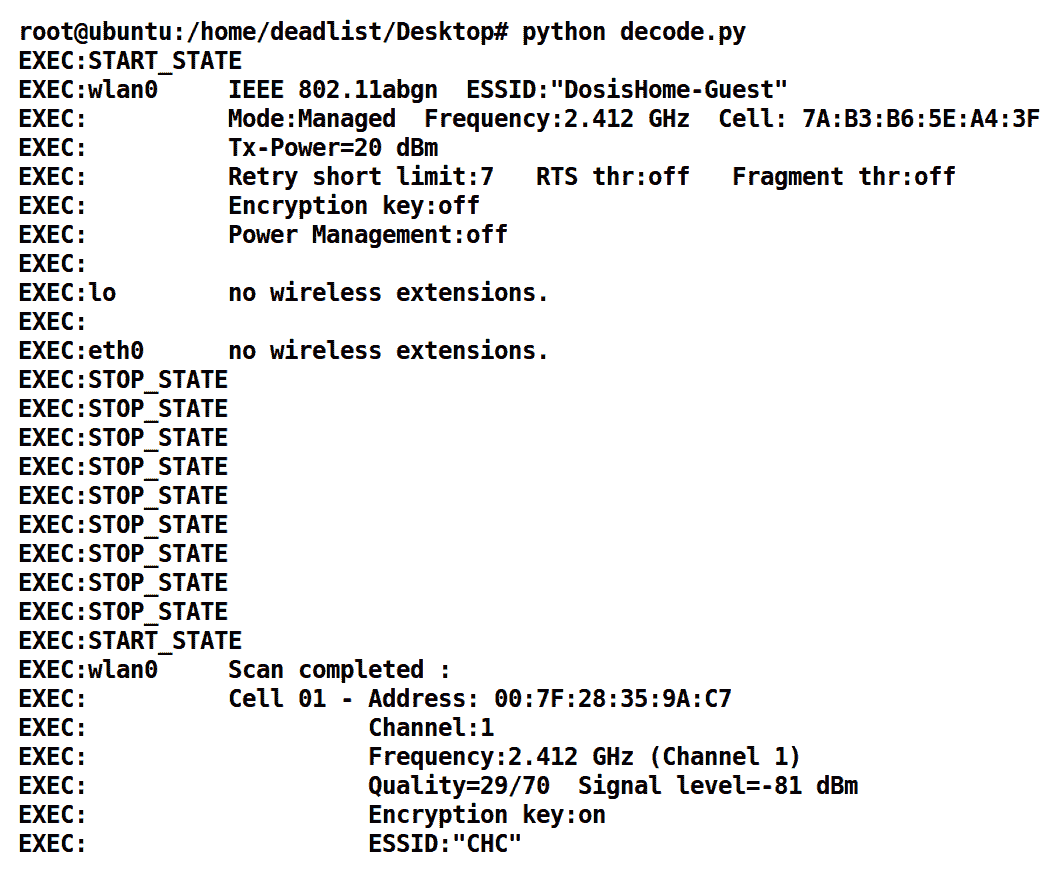 root@ubuntu:/home/deadlist/Desktop# python decode.py
EXEC:START_STATE
EXEC:wlan0     IEEE 802.11abgn  ESSID:"DosisHome-Guest"
EXEC:          Mode:Managed  Frequency:2.412 GHz  Cell: 7A:B3:B6:5E:A4:3F
EXEC:          Tx-Power=20 dBm
EXEC:          Retry short limit:7   RTS thr:off   Fragment thr:off
EXEC:          Encryption key:off
EXEC:          Power Management:off
EXEC:
EXEC:lo        no wireless extensions.
EXEC:
EXEC:eth0      no wireless extensions.
EXEC:STOP_STATE
EXEC:STOP_STATE
EXEC:STOP_STATE
EXEC:STOP_STATE
EXEC:STOP_STATE
EXEC:STOP_STATE
EXEC:STOP_STATE
EXEC:STOP_STATE
EXEC:STOP_STATE
EXEC:START_STATE
EXEC:wlan0     Scan completed :
EXEC:          Cell 01 - Address: 00:7F:28:35:9A:C7
EXEC:                    Channel:1
EXEC:                    Frequency:2.412 GHz (Channel 1)
EXEC:                    Quality=29/70  Signal level=-81 dBm
EXEC:                    Encryption key:on
EXEC:                    ESSID:"CHC"